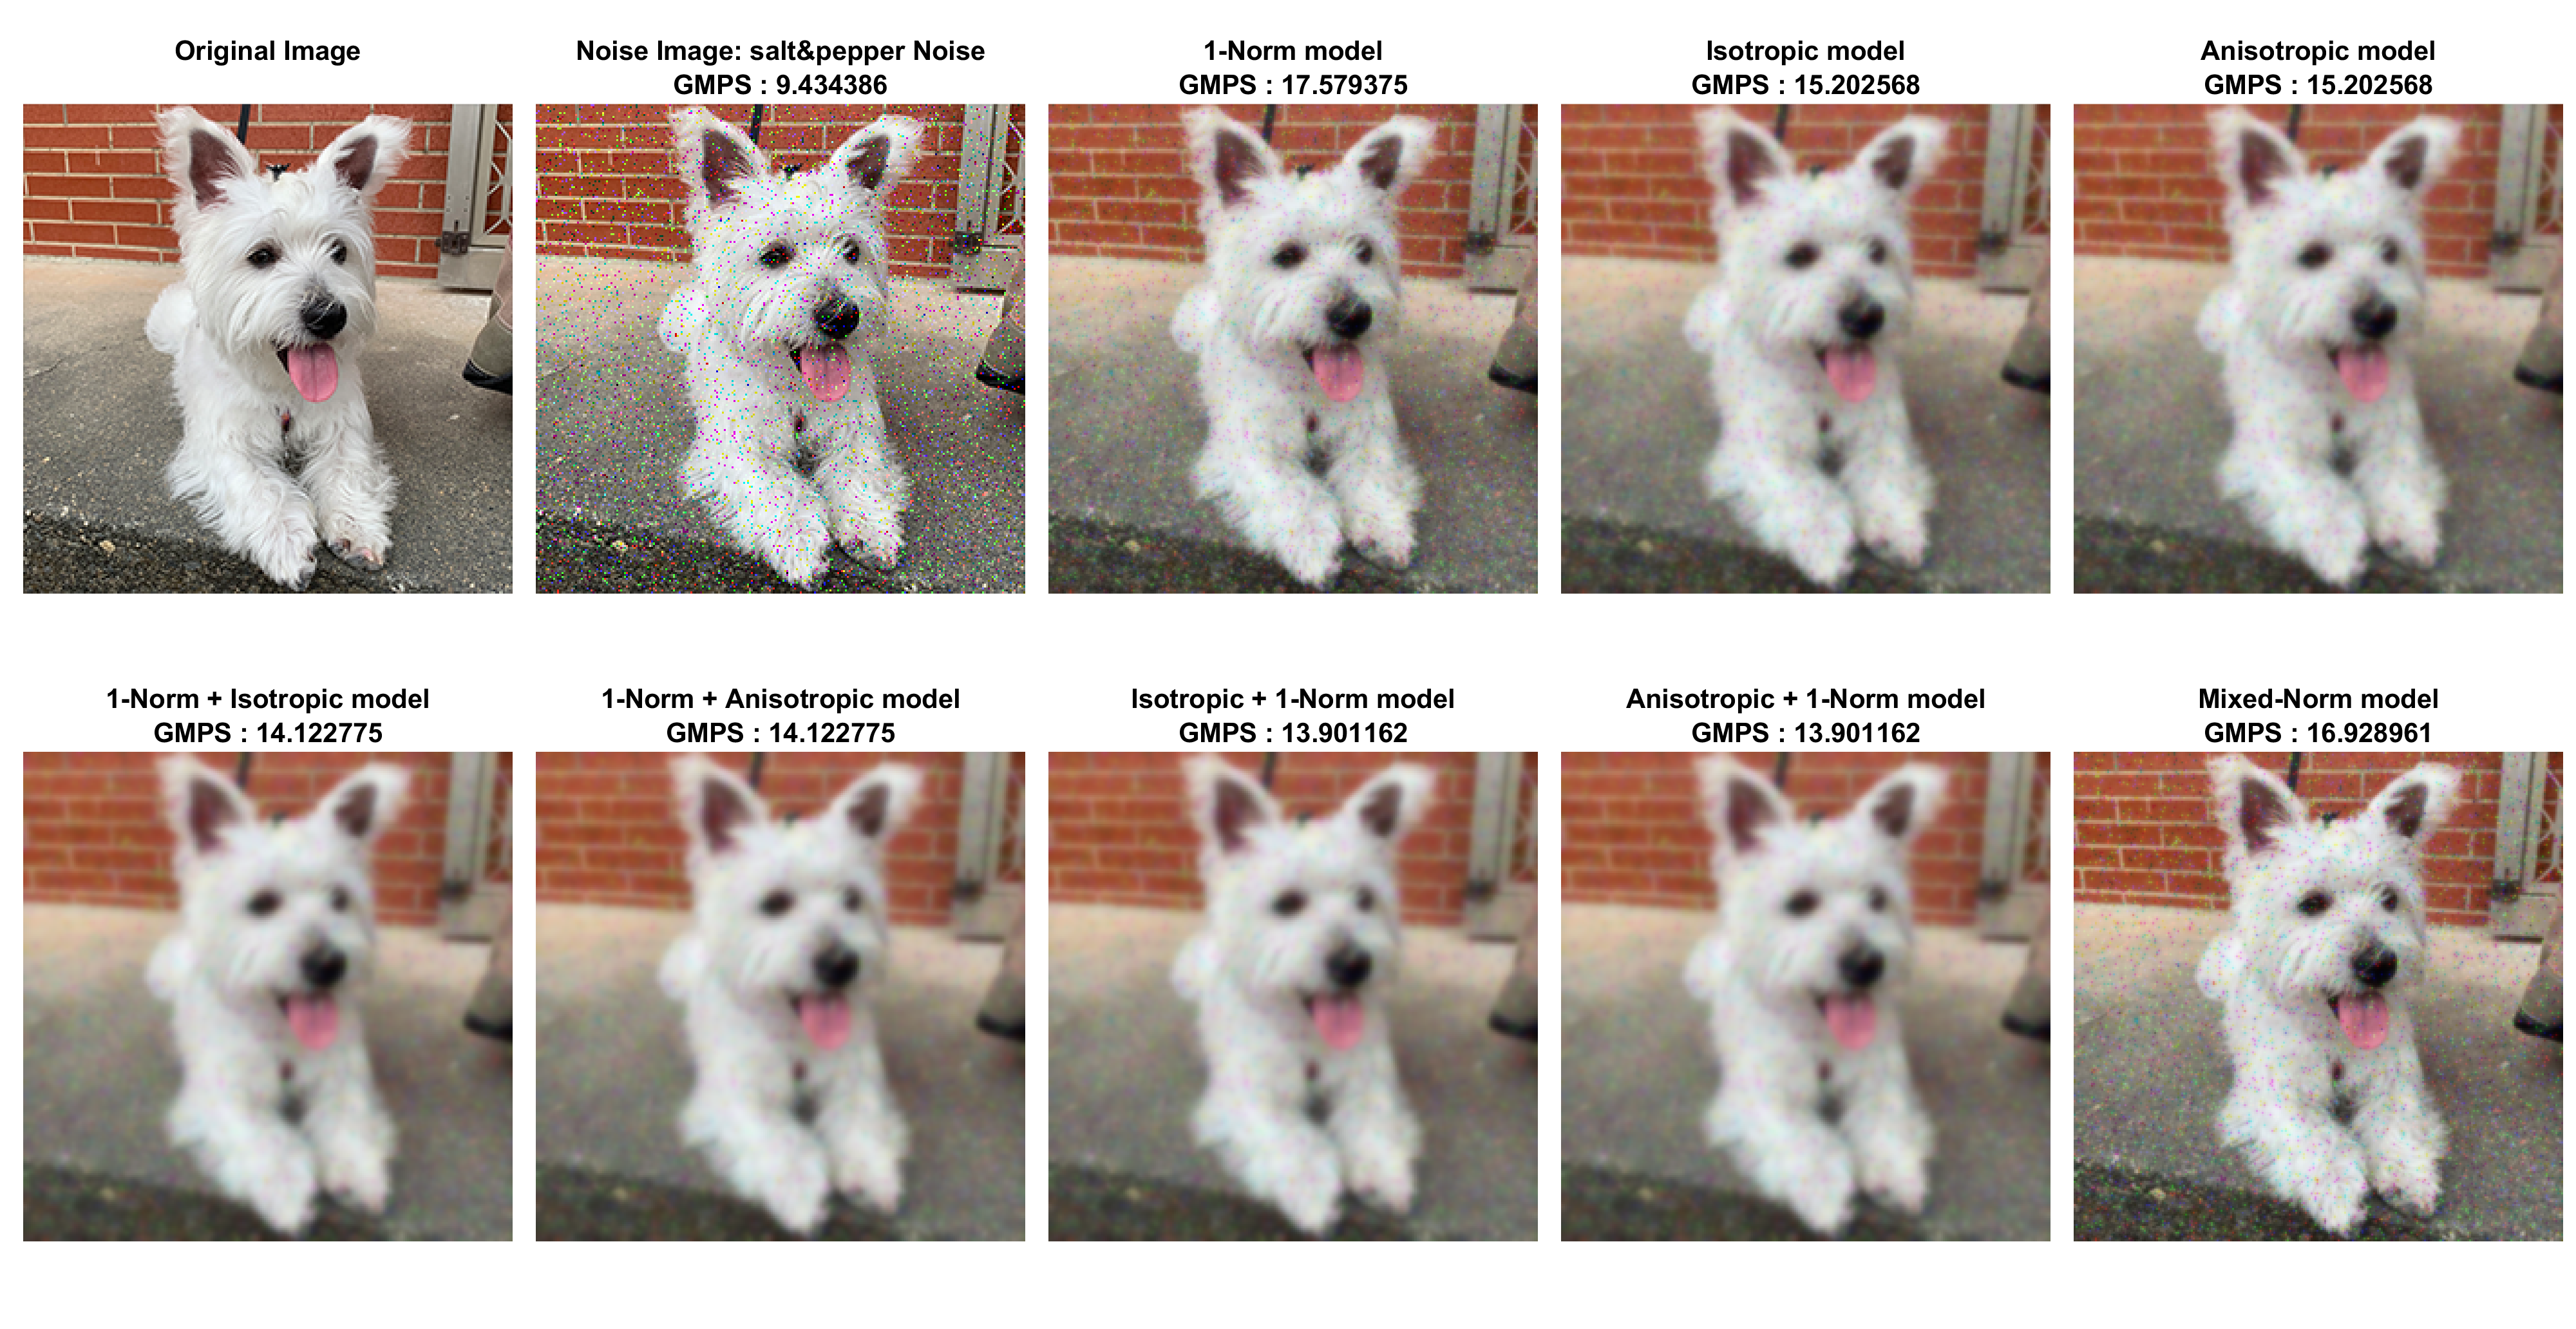 Original Image
Noise Image: salt&pepper Noise
GMPS : 9.434386
1-Norm model
GMPS : 17.579375
Isotropic model
GMPS : 15.202568
Anisotropic model
GMPS : 15.202568
1-Norm + Isotropic model
GMPS : 14.122775
1-Norm + Anisotropic model
GMPS : 14.122775
Isotropic + 1-Norm model
GMPS : 13.901162
Anisotropic + 1-Norm model
GMPS : 13.901162
Mixed-Norm model
GMPS : 16.928961